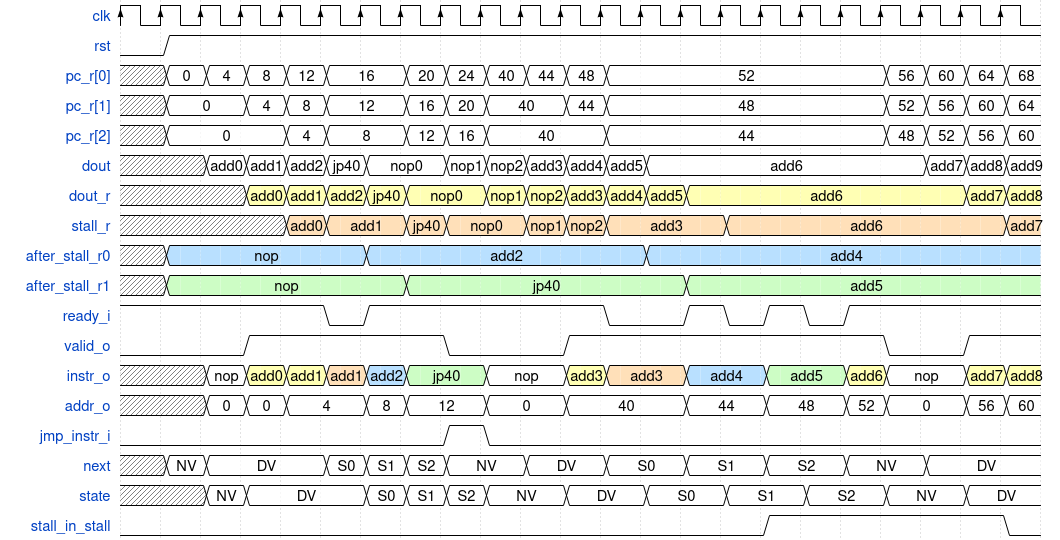 clk
rst
pc_r[0] 0 4 8 12 16 20 24 40 44 48 52 56 60 64 68
pc_r[1] 0 4 8 12 16 20 40 44 48 52 56 60 64
pc_r[2] 0 4 8 12 16 40 44 48 52 56 60
dout add0 add1 add2 jp40 nop0 nop1 nop2 add3 add4 add5 add6 add7 add8 add9
dout_r add0 add1 add2 jp40 nop0 nop1 nop2 add3 add4 add5 add6 add7 add8
stall_r add0 add1 jp40 nop0 nop1 nop2 add3 add6 add7
after_stall_r0 nop add2 add4
after_stall_r1 nop jp40 add5
ready_i
valid_o
instr_o nop add0 add1 add1 add2 jp40 nop add3 add3 add4 add5 add6 nop add7 add8
addr_o 0 0 4 8 12 0 40 44 48 52 0 56 60
jmp_instr_i
next NV DV S0 S1 S2 NV DV S0 S1 S2 NV DV
state NV DV S0 S1 S2 NV DV S0 S1 S2 NV DV
stall_in_stall